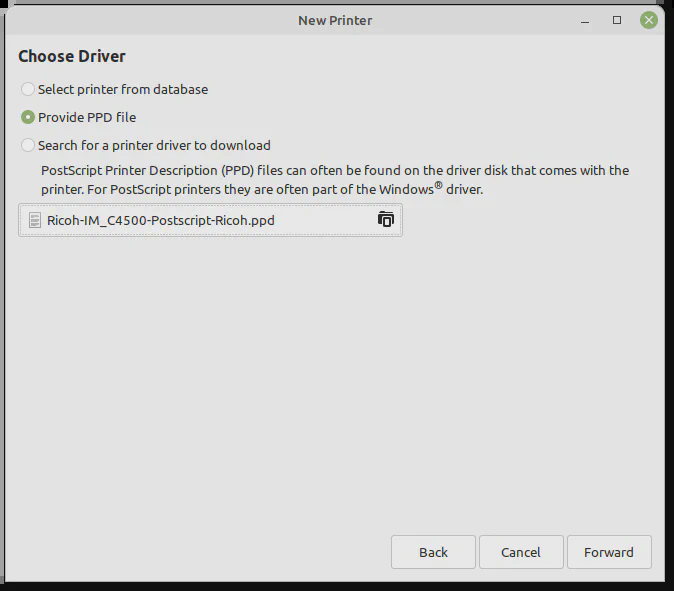 New Printer
Choose Driver
Select printer from database
Provide PPD file
Search for a printer driver to download
PostScript Printer Description (PPD) files can often be found on the driver disk that comes with the
printer. For PostScript printers they are often part of the Windows® driver.
Ricoh-IM_C4500-Postscript-Ricoh.ppd
Back Cancel Forward